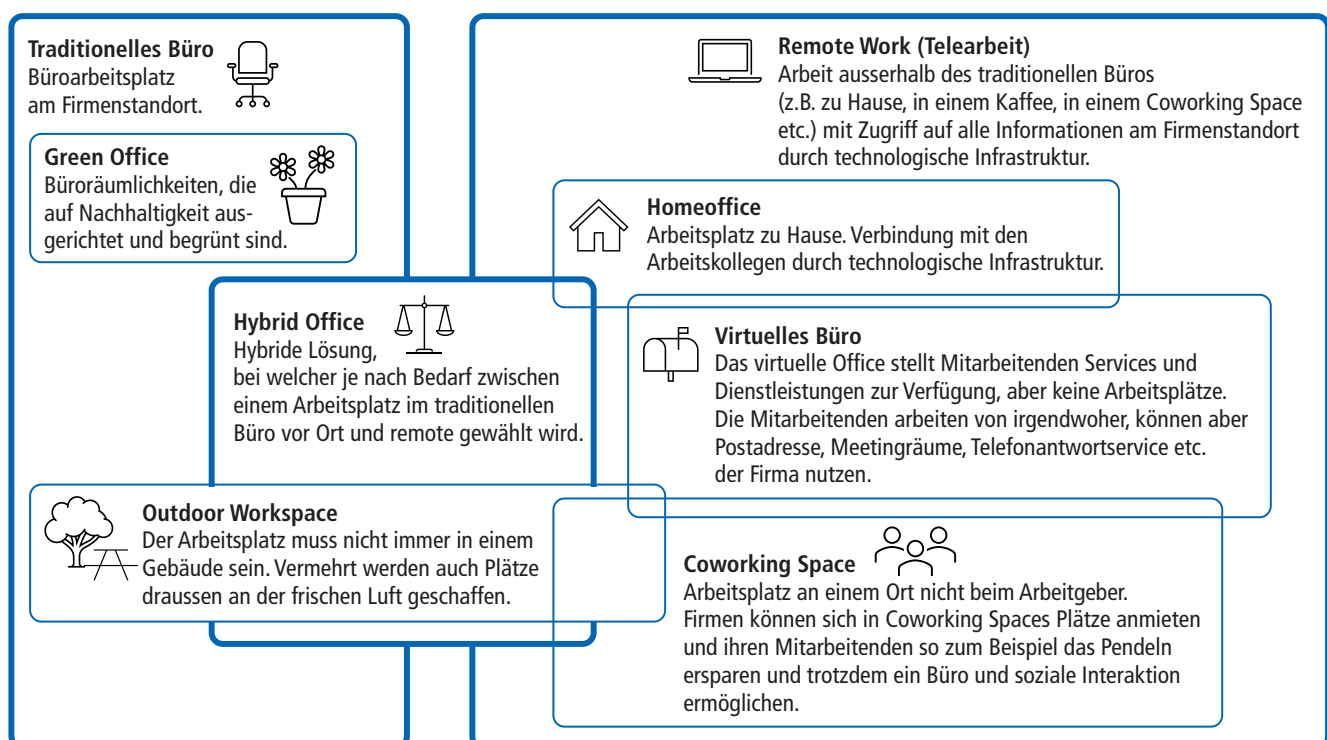 Traditionelles Büro
Büroarbeitsplatz
am Firmenstandort.
Green Office
Büroräumlichkeiten, die
auf Nachhaltigkeit aus-
gerichtet und begrünt sind.
Remote Work (Telearbeit)
Arbeit ausserhalb des traditionellen Büros
(z.B. zu Hause, in einem Kaffee, in einem Coworking Space
etc.) mit Zugriff auf alle Informationen am Firmenstandort
durch technologische Infrastruktur.
Homeoffice
Arbeitsplatz zu Hause. Verbindung mit den
Arbeitskollegen durch technologische Infrastruktur.
Hybrid Office
Hybride Lösung,
bei welcher je nach Bedarf zwischen
einem Arbeitsplatz im traditionellen
Büro vor Ort und remote gewählt wird.
Virtuelles Büro
Das virtuelle Office stellt Mitarbeitenden Services und
Dienstleistungen zur Verfügung, aber keine Arbeitsplätze.
Die Mitarbeitenden arbeiten von irgendwoher, können aber
Postadresse, Meetingräume, Telefonantwortservice etc.
der Firma nutzen.
Outdoor Workspace
Der Arbeitsplatz muss nicht immer in einem
Gebäude sein. Vermehrt werden auch Plätze
draussen an der frischen Luft geschaffen.
Coworking Space
Arbeitsplatz an einem Ort nicht beim Arbeitgeber.
Firmen können sich in Coworking Spaces Plätze anmieten
und ihren Mitarbeitenden so zum Beispiel das Pendeln
ersparen und trotzdem ein Büro und soziale Interaktion
ermöglichen.